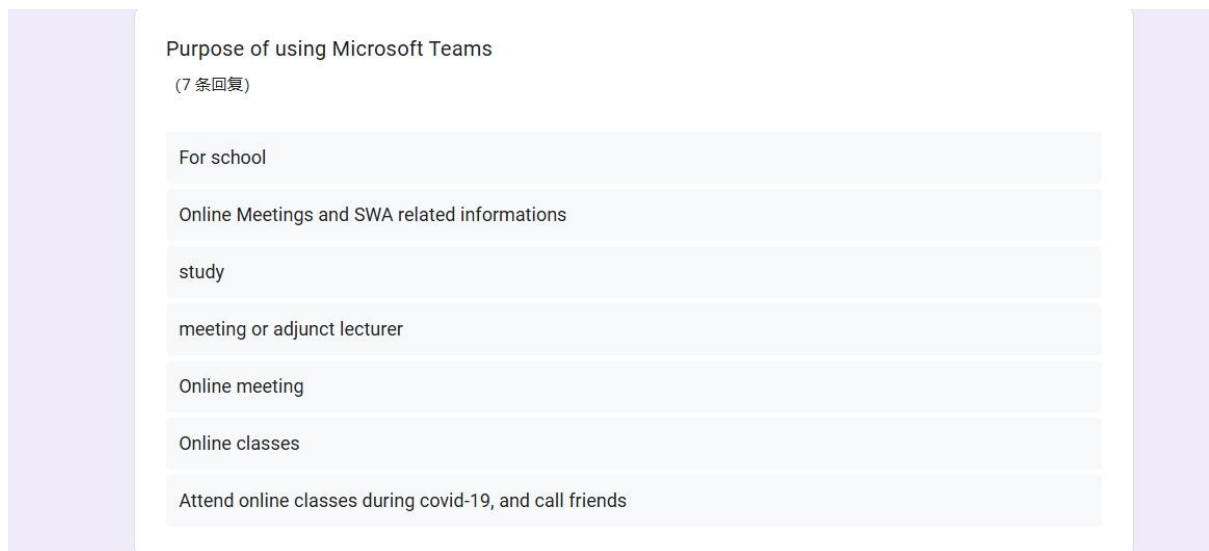 Purpose of using Microsoft Teams
(7 条回复)
For school
Online Meetings and SWA related informations
study
meeting or adjunct lecturer
Online meeting
Online classes
Attend online classes during covid-19, and call friends